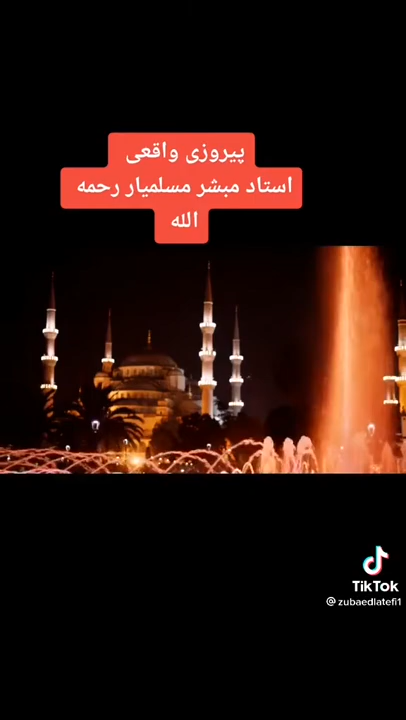 پیروزی واقعی
استاد مبشر مسلمیار رحمه
الله
TikTok
@zubaedlatefi1